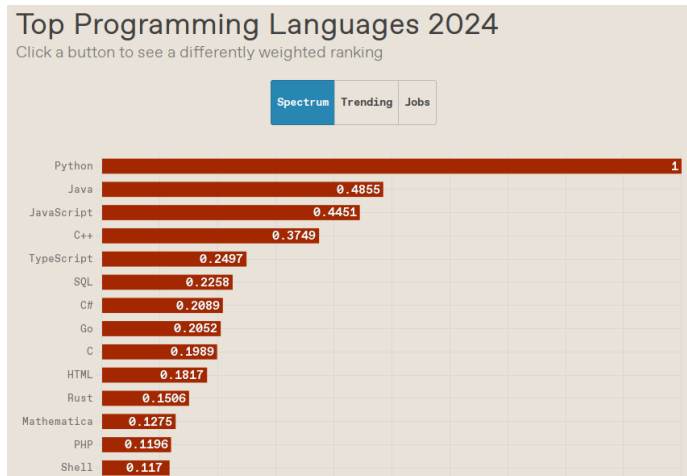 Top Programming Languages 2024
Click a button to see a differently weighted ranking
Spectrum Trending Jobs
Python 1
Java 0.4855
JavaScript 0.4451
C++ 0.3749
TypeScript 0.2497
SQL 0.2258
C# 0.2089
Go 0.2052
C 0.1989
HTML 0.1817
Rust 0.1506
Mathematica 0.1275
PHP 0.1196
Shell 0.117